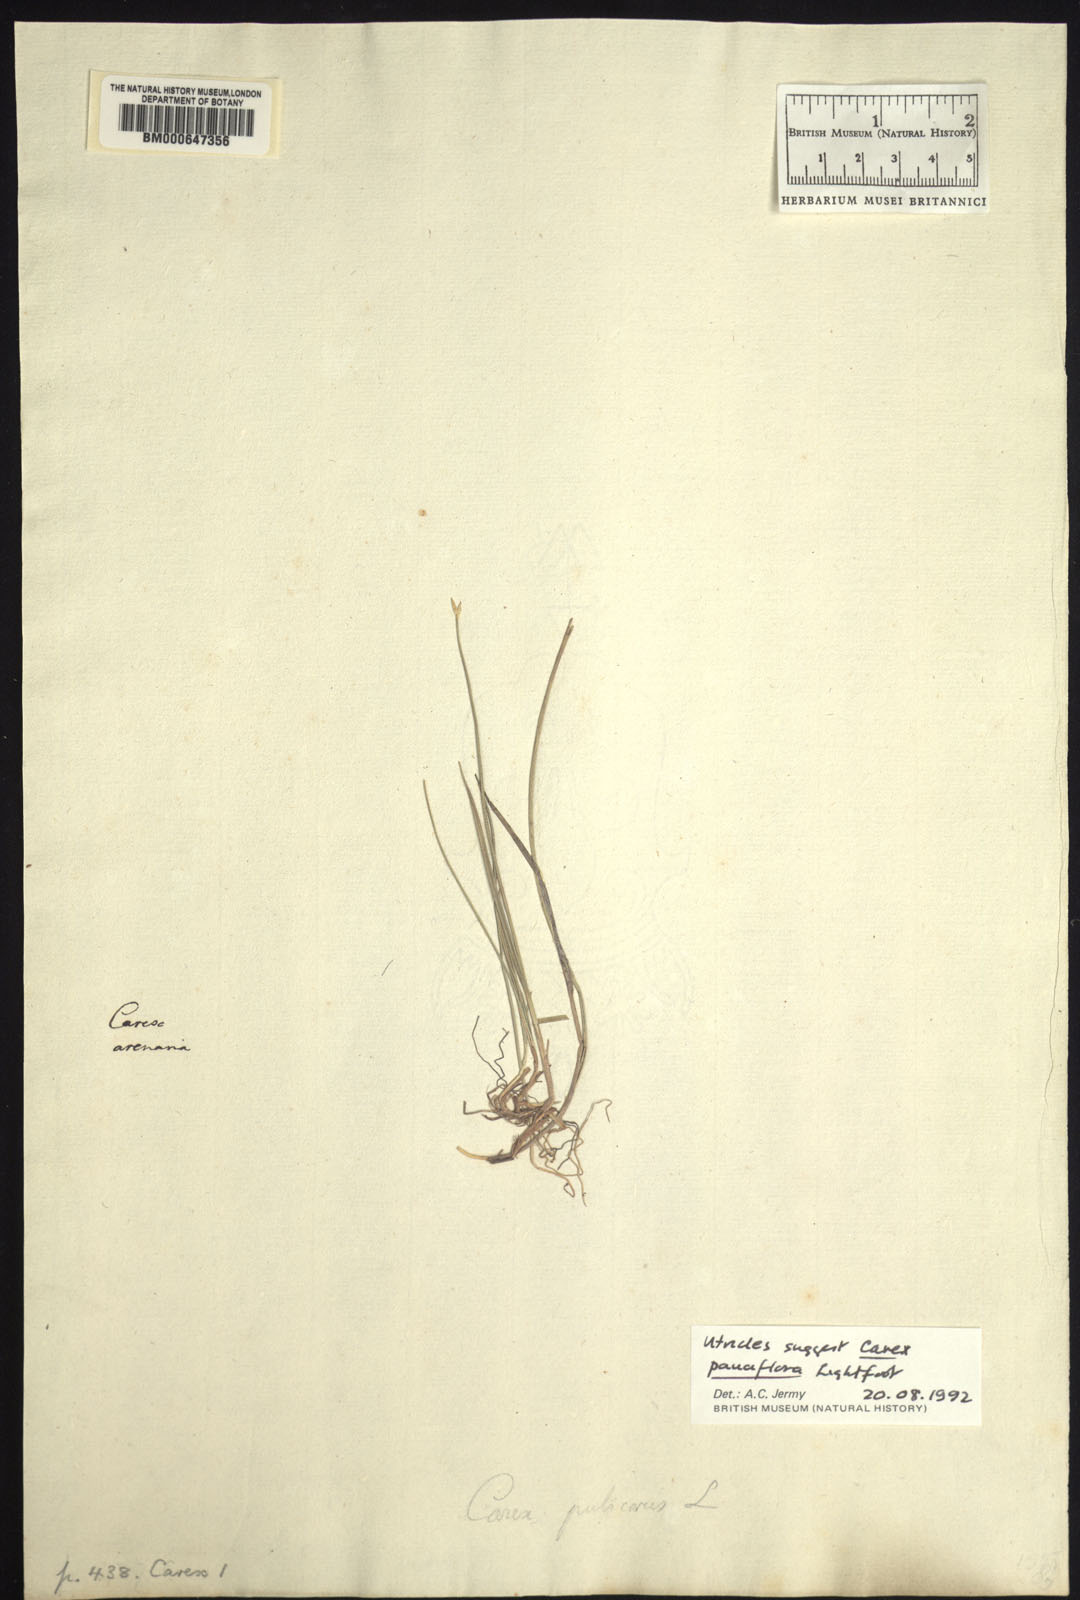 THE NATURAL HISTORY MUSEUM, LONDON
DEPARTMENT OF BOTANY
BM000647356
1 2
BRITISH MUSEUM (NATURAL HISTORY)
1 2 3 4 5
HERBARIUM MUSEI BRITANNICI
Carex
arenaria
Utricles suggest Carex
pauciflora Lightfoot
Det.: A.C. Jermy 20.08.1992
BRITISH MUSEUM (NATURAL HISTORY)
Carex pulicaris L
p. 438. Carex 1